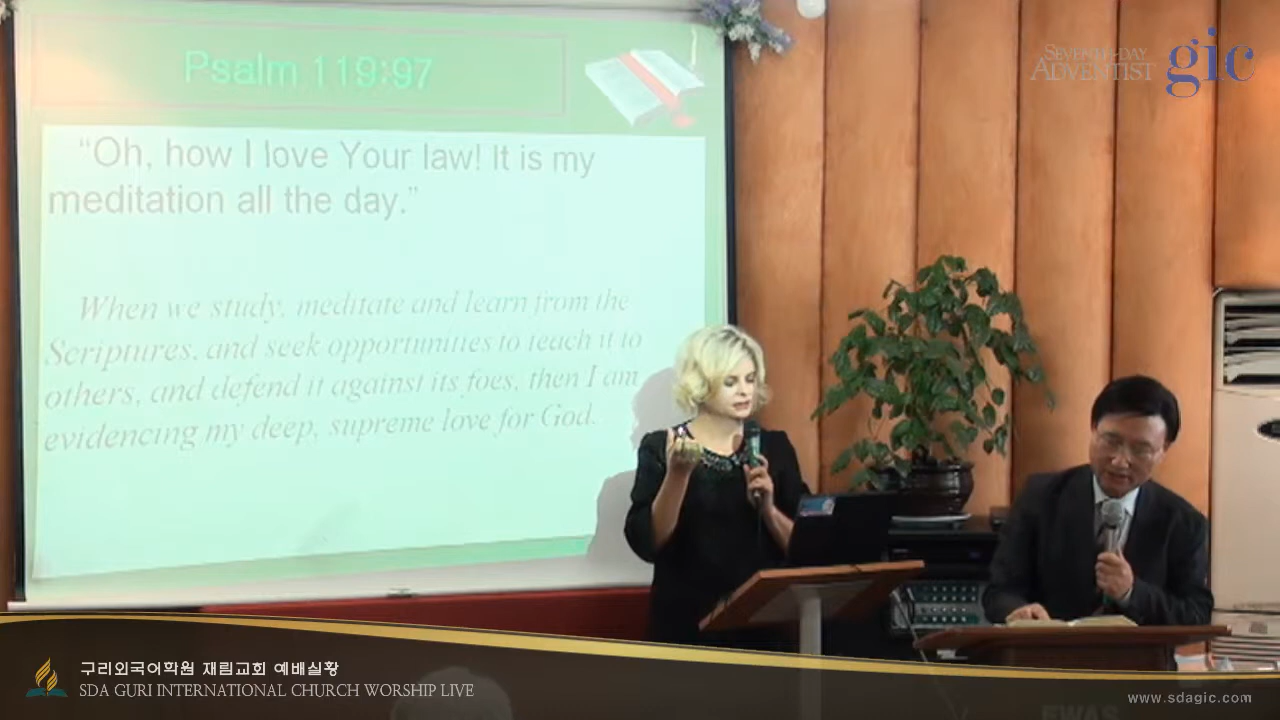 Psalm 119:97
"Oh, how I love Your law! It is my
meditation all the day."
When we study, meditate and learn from the
Scriptures, and seek opportunities to teach it to
others, and defend it against its foes, then I am
evidencing my deep, supreme love for God.
SEVENTH-DAY
ADVENTIST
gic
구리외국어학원 재림교회 예배실황
SDA GURI INTERNATIONAL CHURCH WORSHIP LIVE
www.sdagic.com